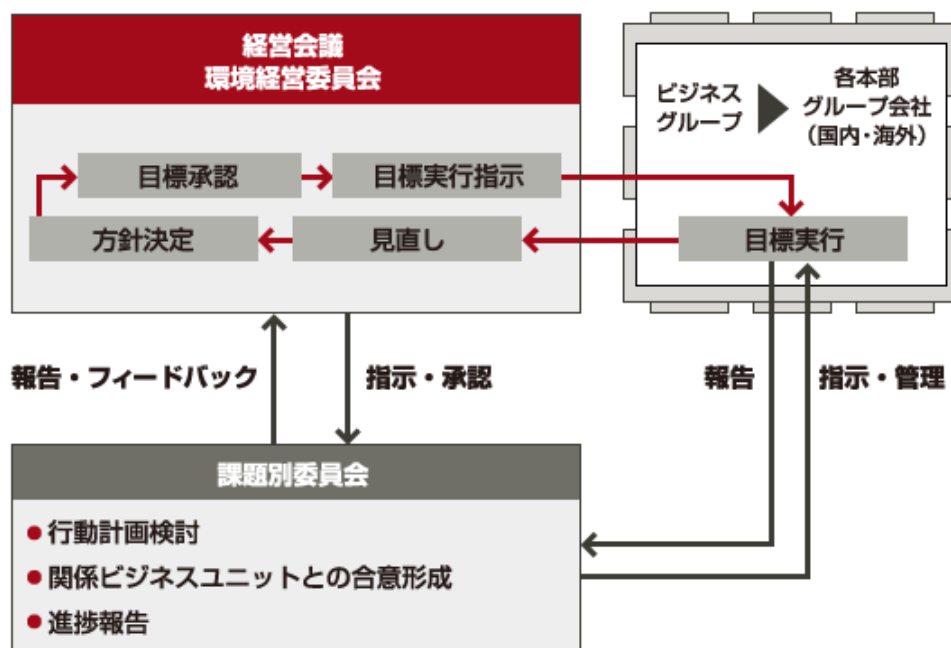 経営会議
環境経営委員会
目標承認
目標実行指示
方針決定
見直し
ビジネス
グループ
各本部
グループ会社
（国内・海外）
目標実行
報告・フィードバック
指示・承認
報告
指示・管理
課題別委員会
● 行動計画検討
● 関係ビジネスユニットとの合意形成
● 進捗報告